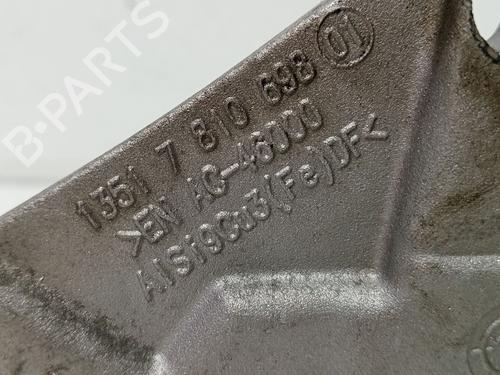 B-PARTS
1351 7 810 698 01
>EN AC-46000
AlSi9Cu3(Fe)DF<